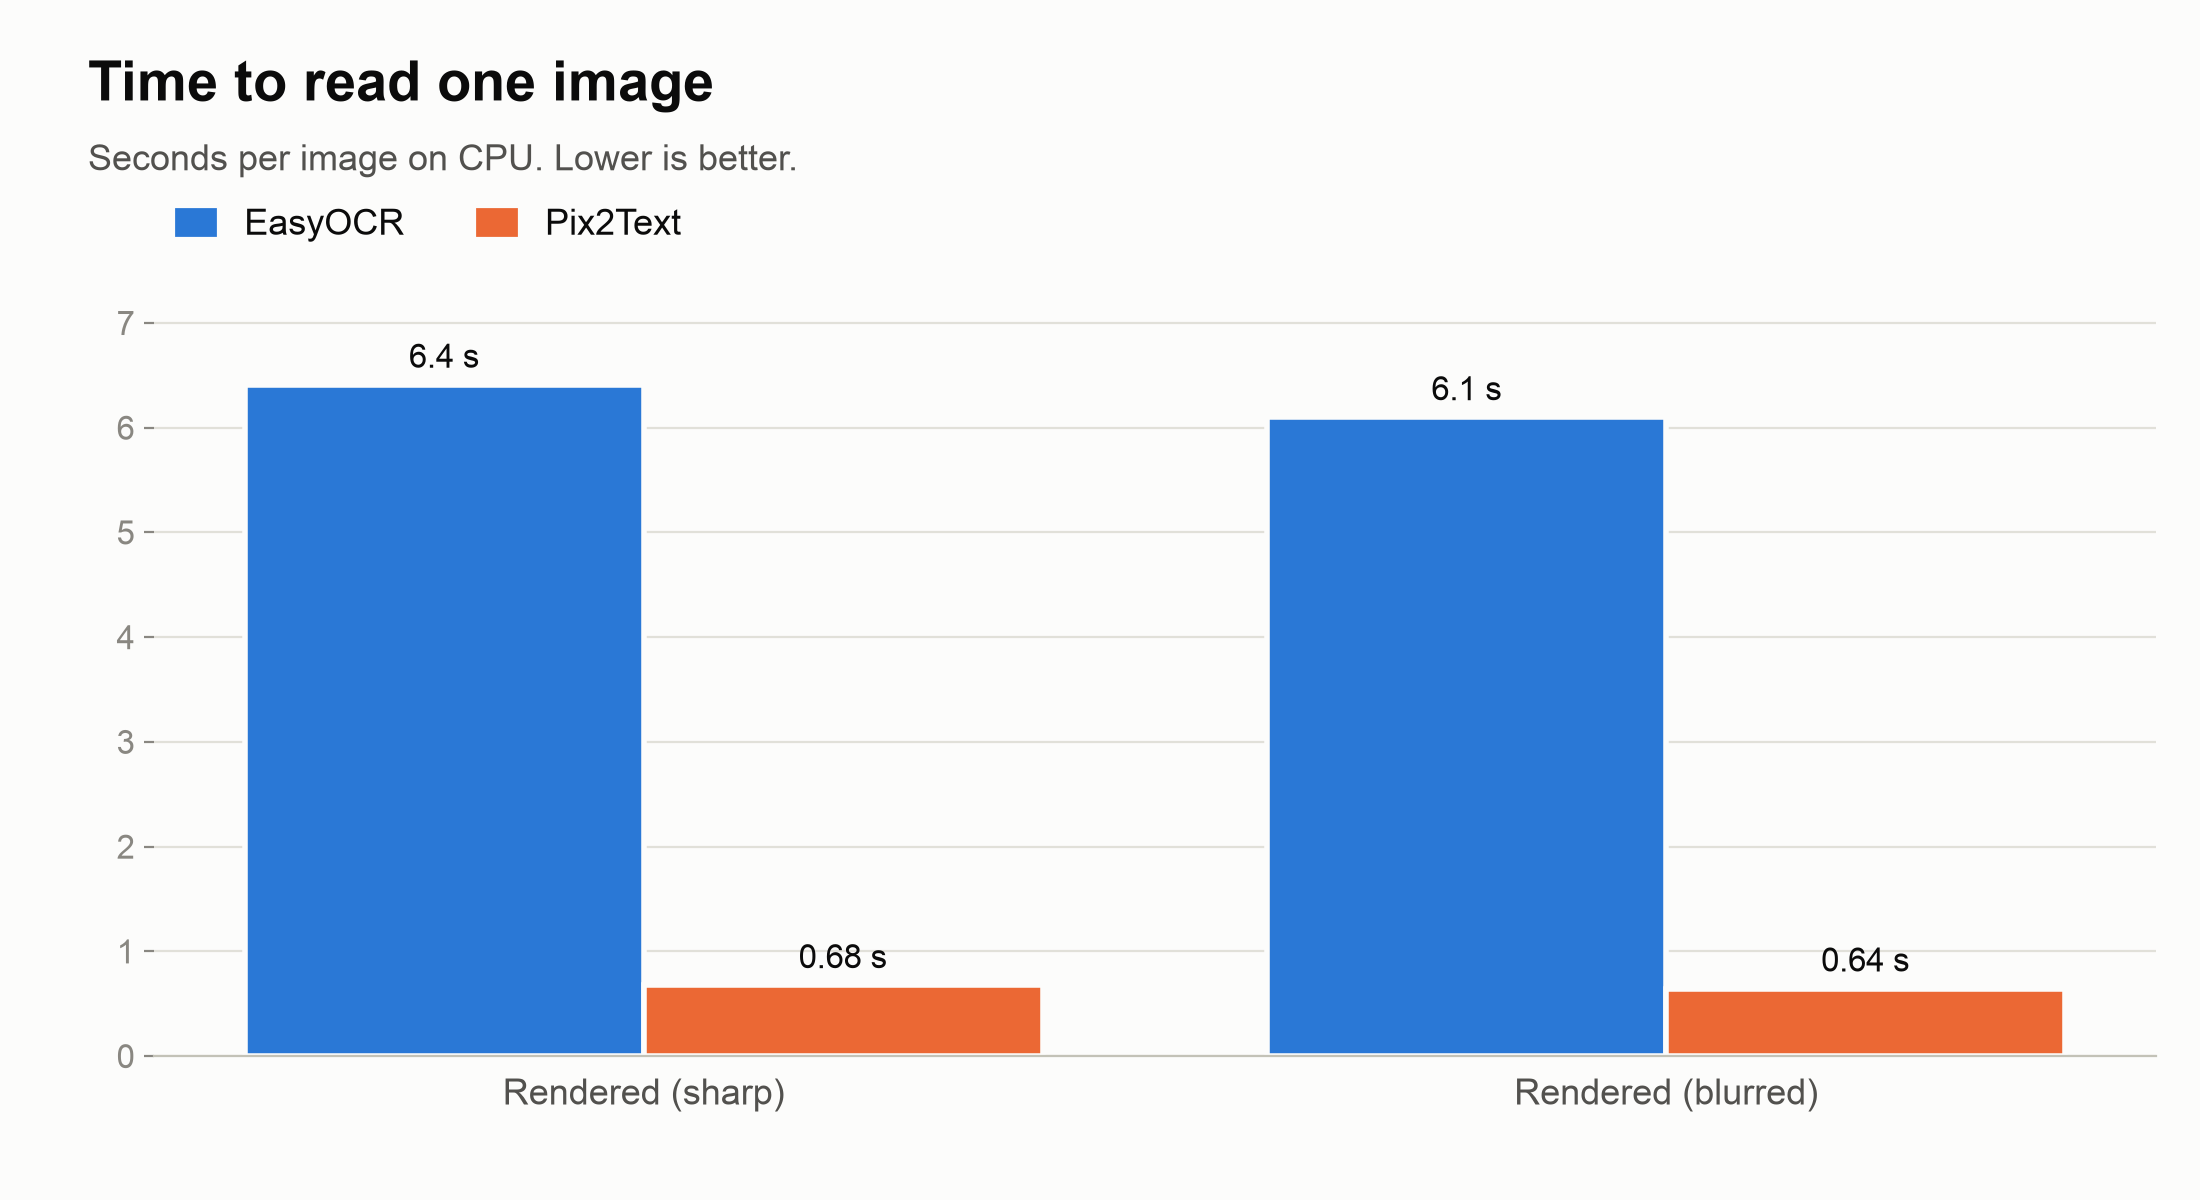 Time to read one image
Seconds per image on CPU. Lower is better.
EasyOCR Pix2Text
7
6.4 s
6.1 s
6
5
4
3
2
1
0.68 s
0.64 s
0
Rendered (sharp) Rendered (blurred)